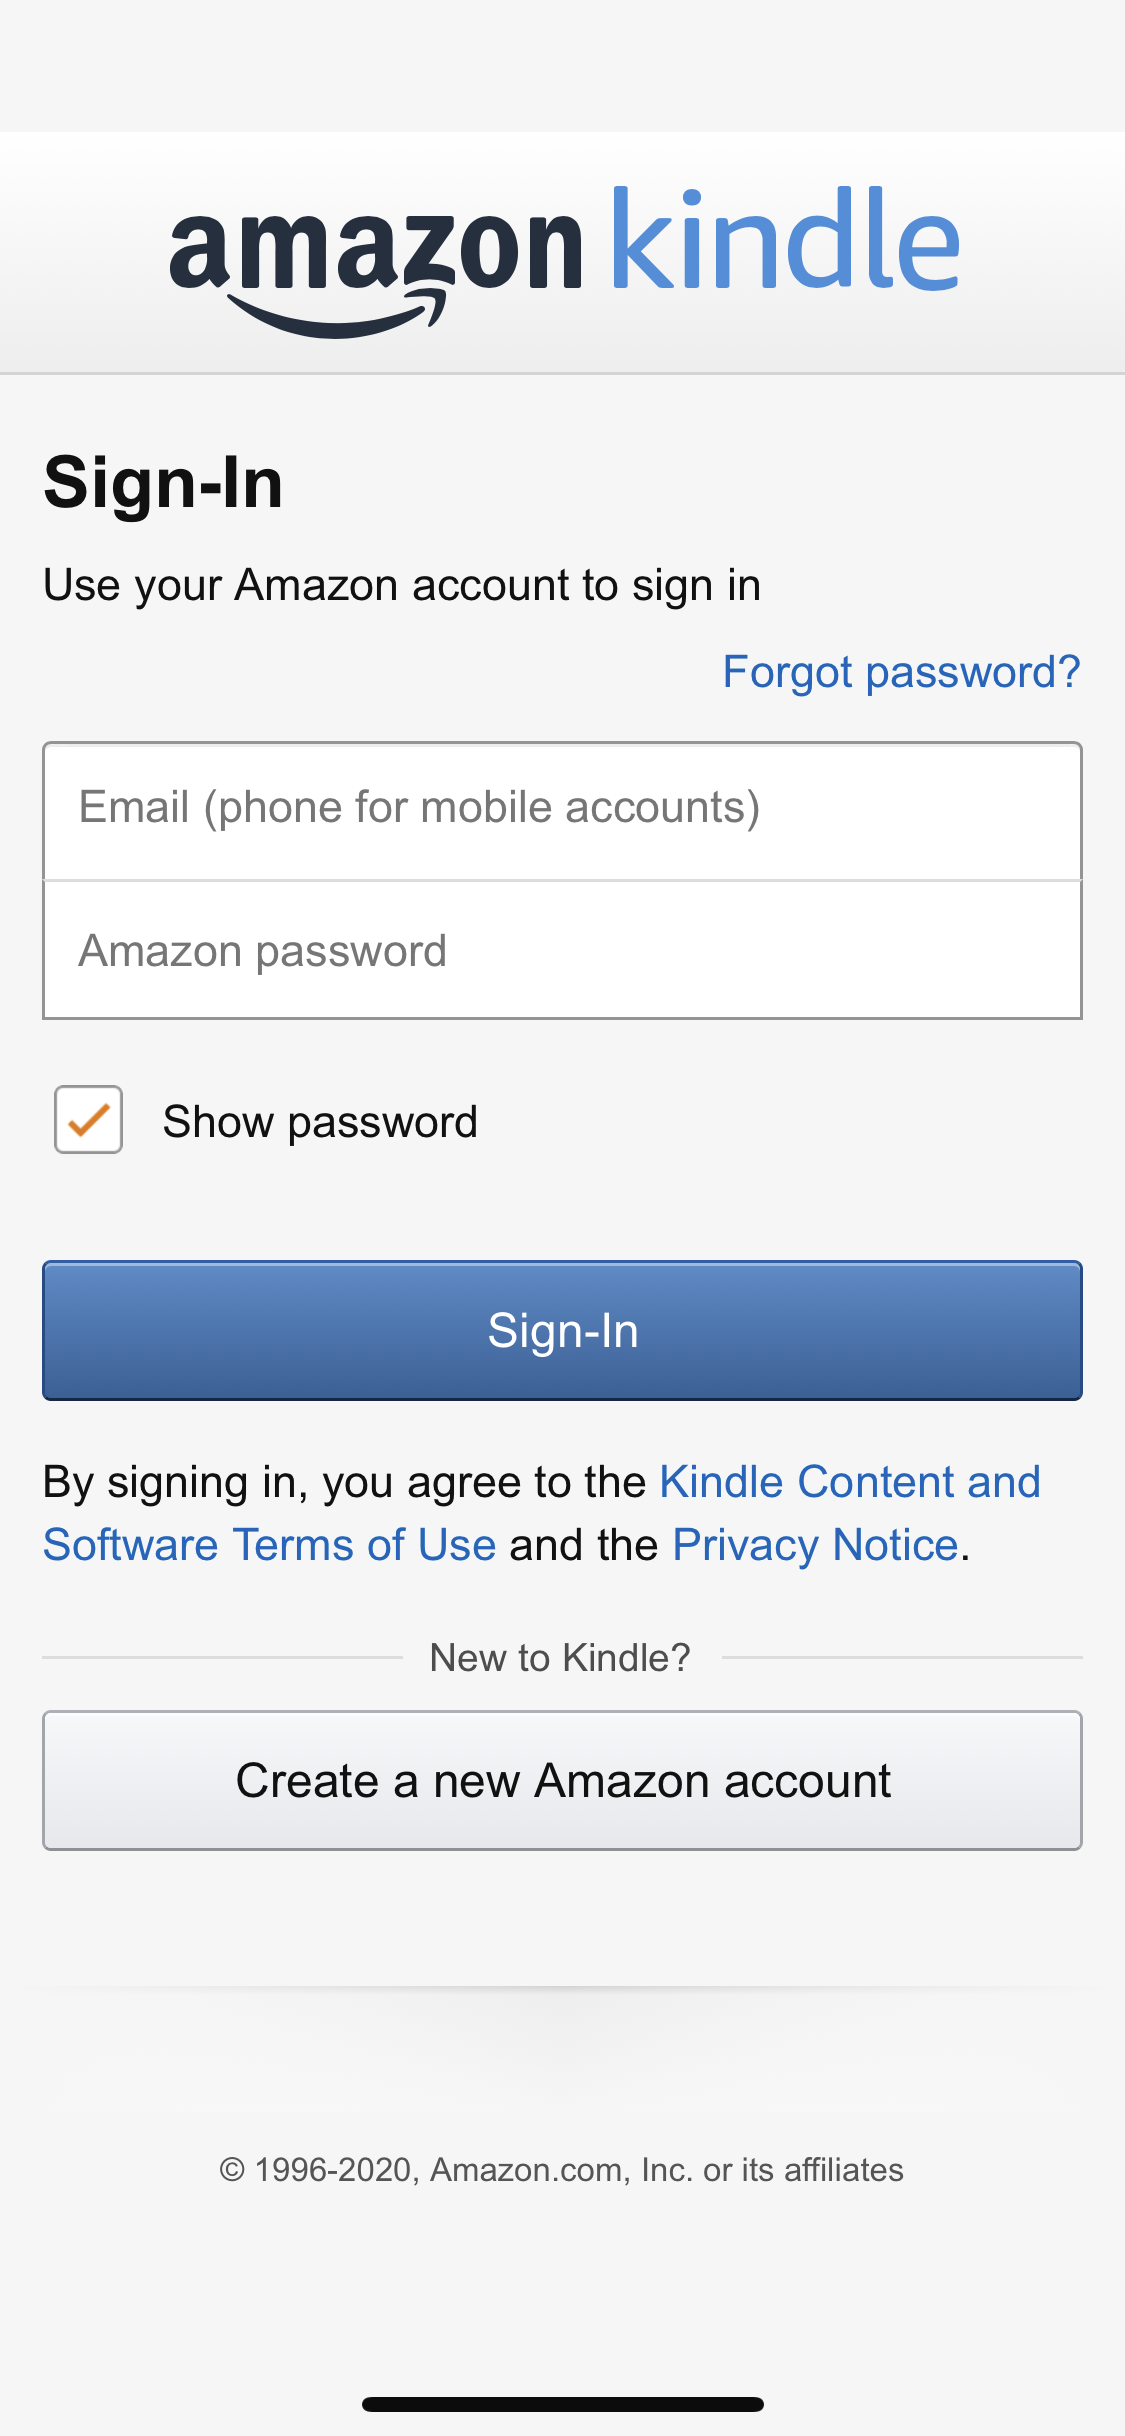 amazon kindle
Sign-In
Use your Amazon account to sign in
Forgot password?
Email (phone for mobile accounts)
Amazon password
Show password
Sign-In
By signing in, you agree to the Kindle Content and
Software Terms of Use and the Privacy Notice.
New to Kindle?
Create a new Amazon account
© 1996-2020, Amazon.com, Inc. or its affiliates